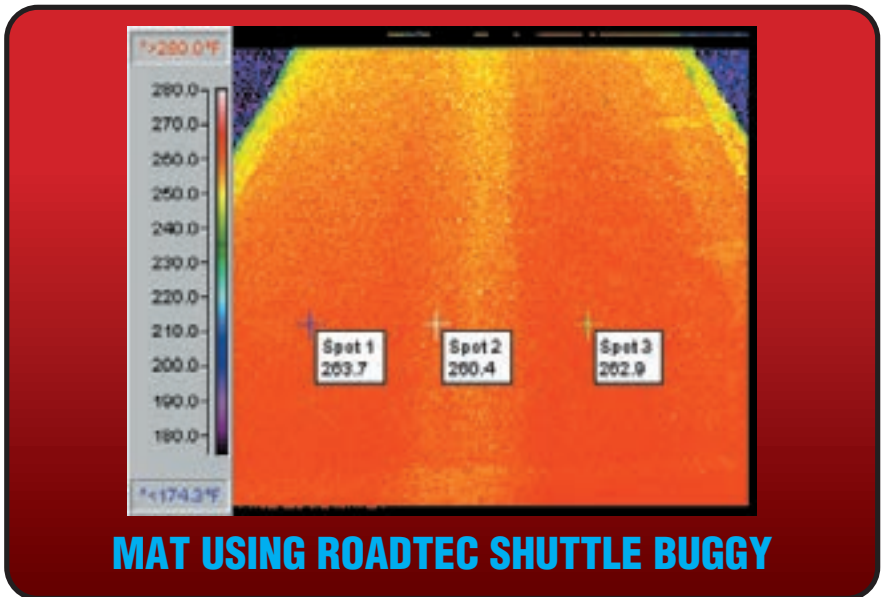 *>280.0°F
280.0
270.0
260.0
250.0
240.0
230.0
220.0
210.0
200.0
190.0
180.0
*<174.3°F
Spot 1
263.7
Spot 2
260.4
Spot 3
262.9
MAT USING ROADTEC SHUTTLE BUGGY